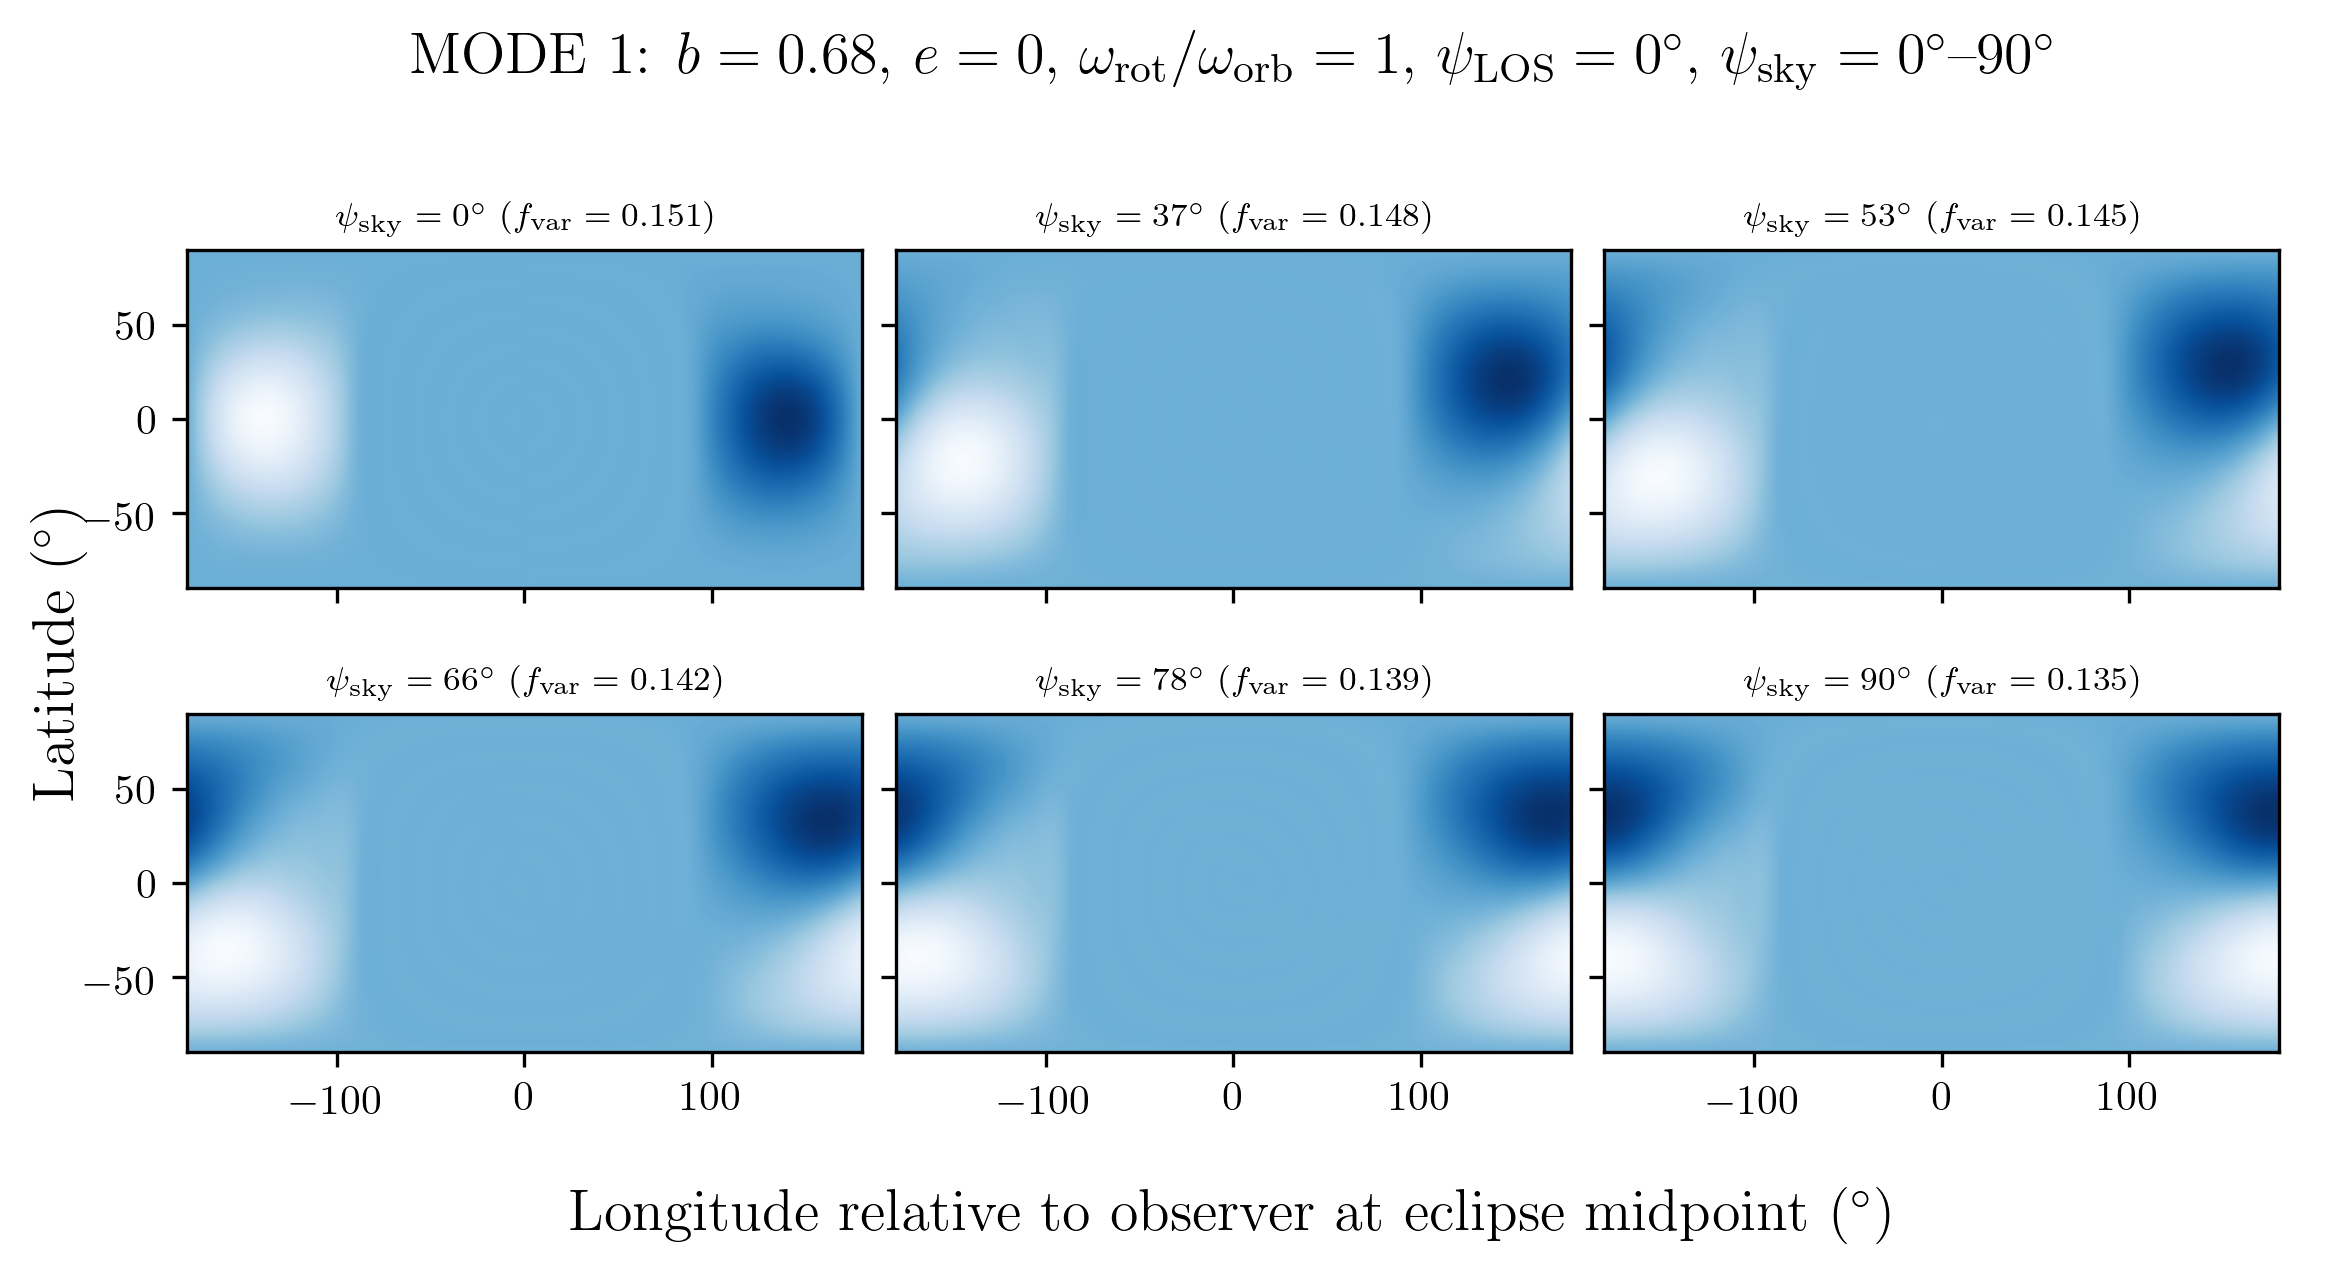 MODE 1: b = 0.68, e = 0, ω_rot/ω_orb = 1, ψ_LOS = 0°, ψ_sky = 0°–90°
ψ_sky = 0° (f_var = 0.151)
ψ_sky = 37° (f_var = 0.148)
ψ_sky = 53° (f_var = 0.145)
50
0
−50
ψ_sky = 66° (f_var = 0.142)
ψ_sky = 78° (f_var = 0.139)
ψ_sky = 90° (f_var = 0.135)
50
0
−50
Latitude (°)
−100 0 100
−100 0 100
−100 0 100
Longitude relative to observer at eclipse midpoint (°)